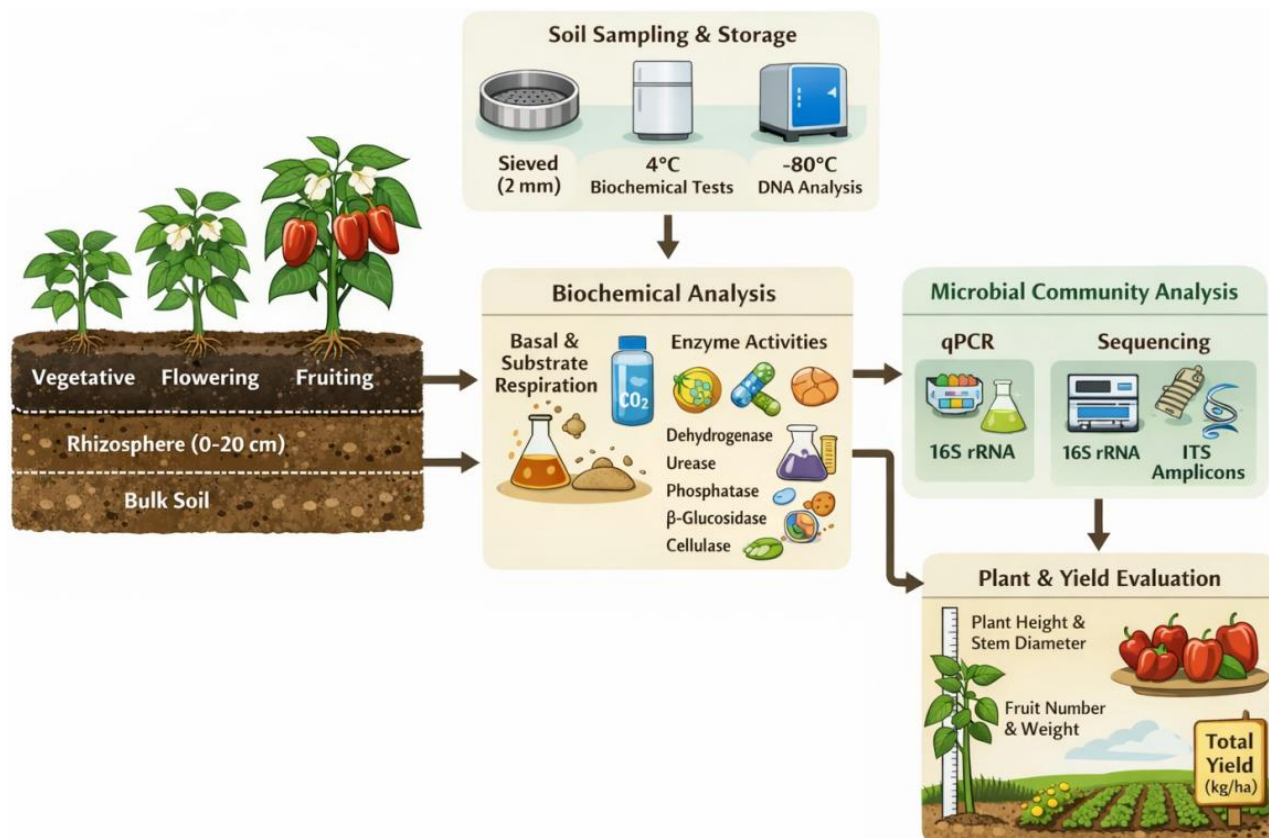 Soil Sampling & Storage
Sieved
(2 mm)
4°C
Biochemical Tests
-80°C
DNA Analysis
Vegetative
Flowering
Fruiting
Rhizosphere (0-20 cm)
Bulk Soil
Biochemical Analysis
Basal &
Substrate
Respiration
CO₂
Enzyme Activities
Dehydrogenase
Urease
Phosphatase
β-Glucosidase
Cellulase
Microbial Community Analysis
qPCR
16S rRNA
Sequencing
16S rRNA
ITS
Amplicons
Plant & Yield Evaluation
Plant Height &
Stem Diameter
Fruit Number
& Weight
Total
Yield
(kg/ha)